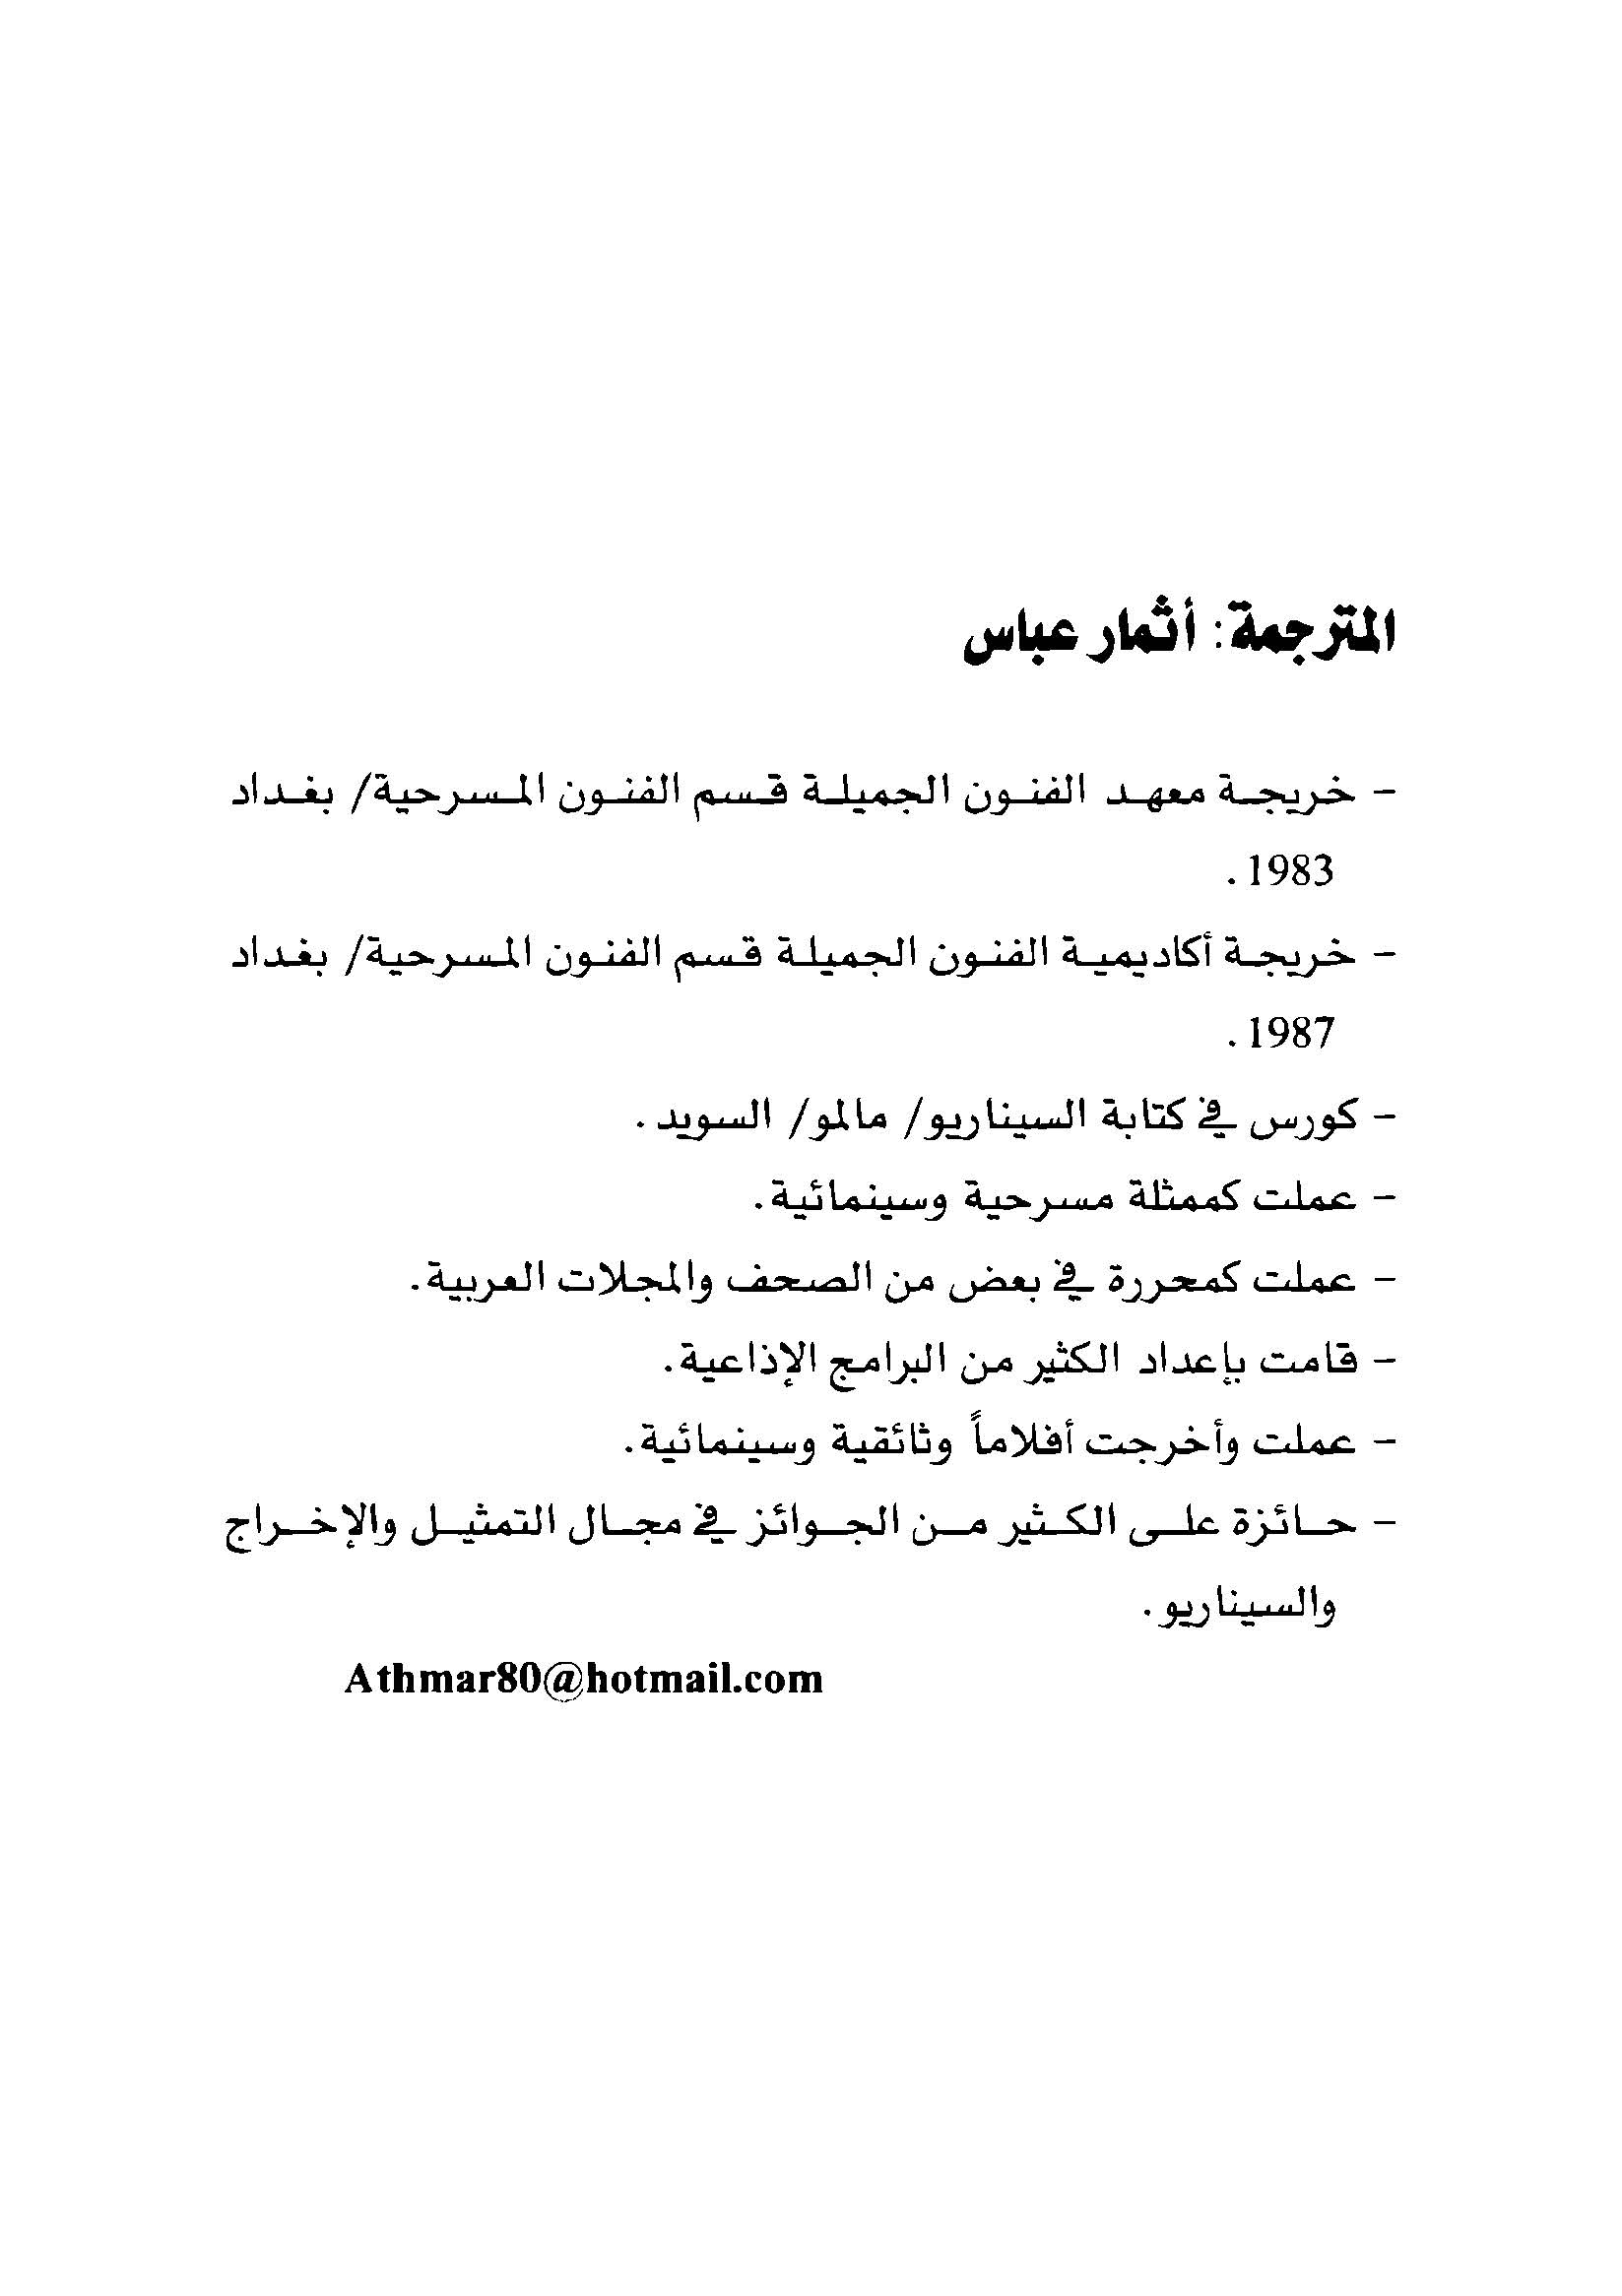 المترجمة: أثمار عباس
- خريجة معهد الفنون الجميلة قسم الفنون المسرحية/ بغداد
1983.
- خريجة أكاديمية الفنون الجميلة قسم الفنون المسرحية/ بغداد
1987.
- كورس في كتابة السيناريو/ مالمو/ السويد.
- عملت كممثلة مسرحية وسينمائية.
- عملت كمحررة في بعض من الصحف والمجلات العربية.
- قامت بإعداد الكثير من البرامج الإذاعية.
- عملت وأخرجت أفلاماً وثائقية وسينمائية.
- حائزة على الكثير من الجوائز في مجال التمثيل والإخراج
والسيناريو.
Athmar80@hotmail.com